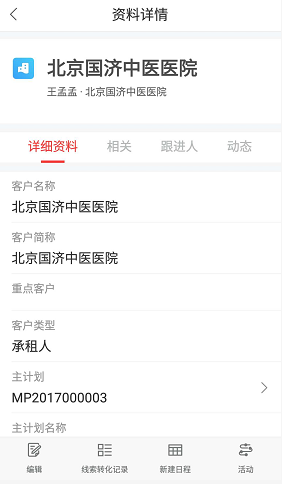 资料详情
北京国济中医医院
王孟孟 · 北京国济中医医院
详细资料 相关 跟进人 动态
客户名称
北京国济中医医院
客户简称
北京国济中医医院
重点客户
客户类型
承租人
主计划
MP2017000003
主计划名称
编辑 线索转化记录 新建日程 活动